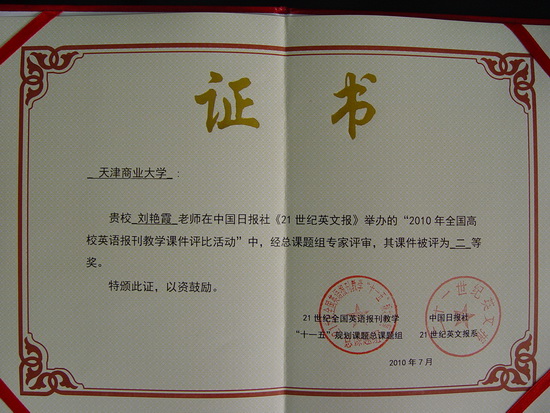 证 书
天津商业大学：
贵校 刘艳霞 老师在中国日报社《21世纪英文报》举办的“2010年全国高
校英语报刊教学课件评比活动”中，经总课题组专家评审，其课件被评为 二 等
奖。
特颁此证，以资鼓励。
21世纪全国英语报刊教学 中国日报社
“十一五”规划课题总课题组 21世纪英文报系
2010年7月